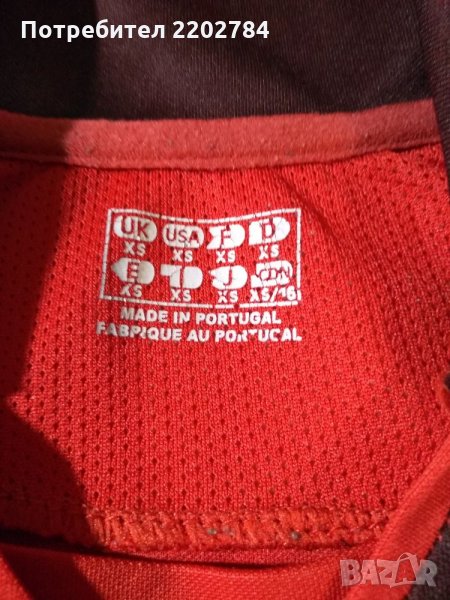 Потребител 2202784
UK USA F D
XS XS XS XS
E I J CDN
XS XS XS XS/16
MADE IN PORTUGAL
FABRIQUE AU PORTUGAL
BAZAR